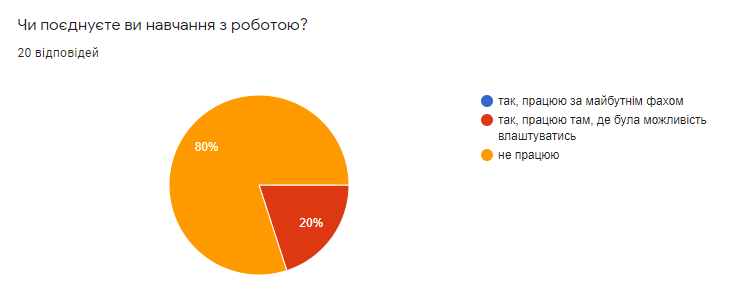 Чи поєднуєте ви навчання з роботою?
20 відповідей
так, працюю за майбутнім фахом
так, працюю там, де була можливість
влаштуватись
не працюю
80%
20%